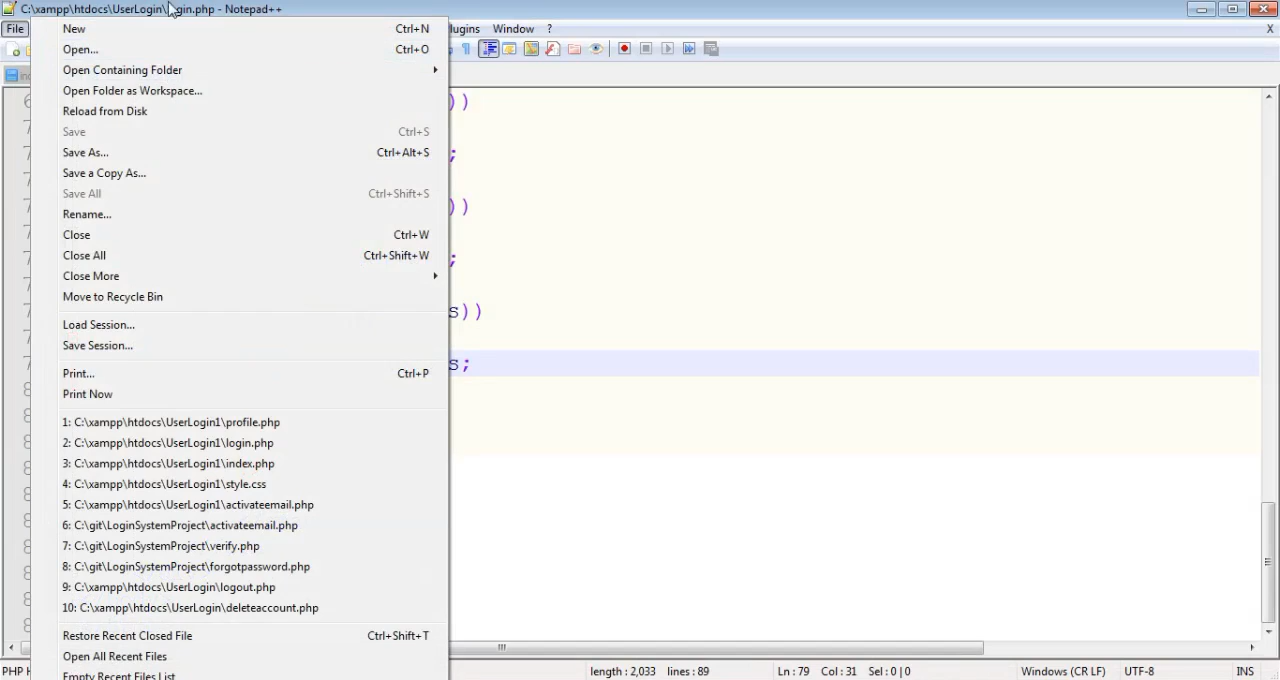 C:\xampp\htdocs\UserLogin\login.php - Notepad++
File lugins Window ? X
New Ctrl+N
Open... Ctrl+O
Open Containing Folder
Open Folder as Workspace...
Reload from Disk
Save Ctrl+S
Save As... Ctrl+Alt+S
Save a Copy As...
Save All Ctrl+Shift+S
Rename...
Close Ctrl+W
Close All Ctrl+Shift+W
Close More
Move to Recycle Bin
Load Session...
Save Session...
Print... Ctrl+P
Print Now
1: C:\xampp\htdocs\UserLogin1\profile.php
2: C:\xampp\htdocs\UserLogin1\login.php
3: C:\xampp\htdocs\UserLogin1\index.php
4: C:\xampp\htdocs\UserLogin1\style.css
5: C:\xampp\htdocs\UserLogin1\activateemail.php
6: C:\git\LoginSystemProject\activateemail.php
7: C:\git\LoginSystemProject\verify.php
8: C:\git\LoginSystemProject\forgotpassword.php
9: C:\xampp\htdocs\UserLogin\logout.php
10: C:\xampp\htdocs\UserLogin\deleteaccount.php
Restore Recent Closed File Ctrl+Shift+T
Open All Recent Files
Empty Recent Files List
))
;
))
;
s))
s;
PHP H length : 2,033 lines : 89 Ln : 79 Col : 31 Sel : 0 | 0 Windows (CR LF) UTF-8 INS